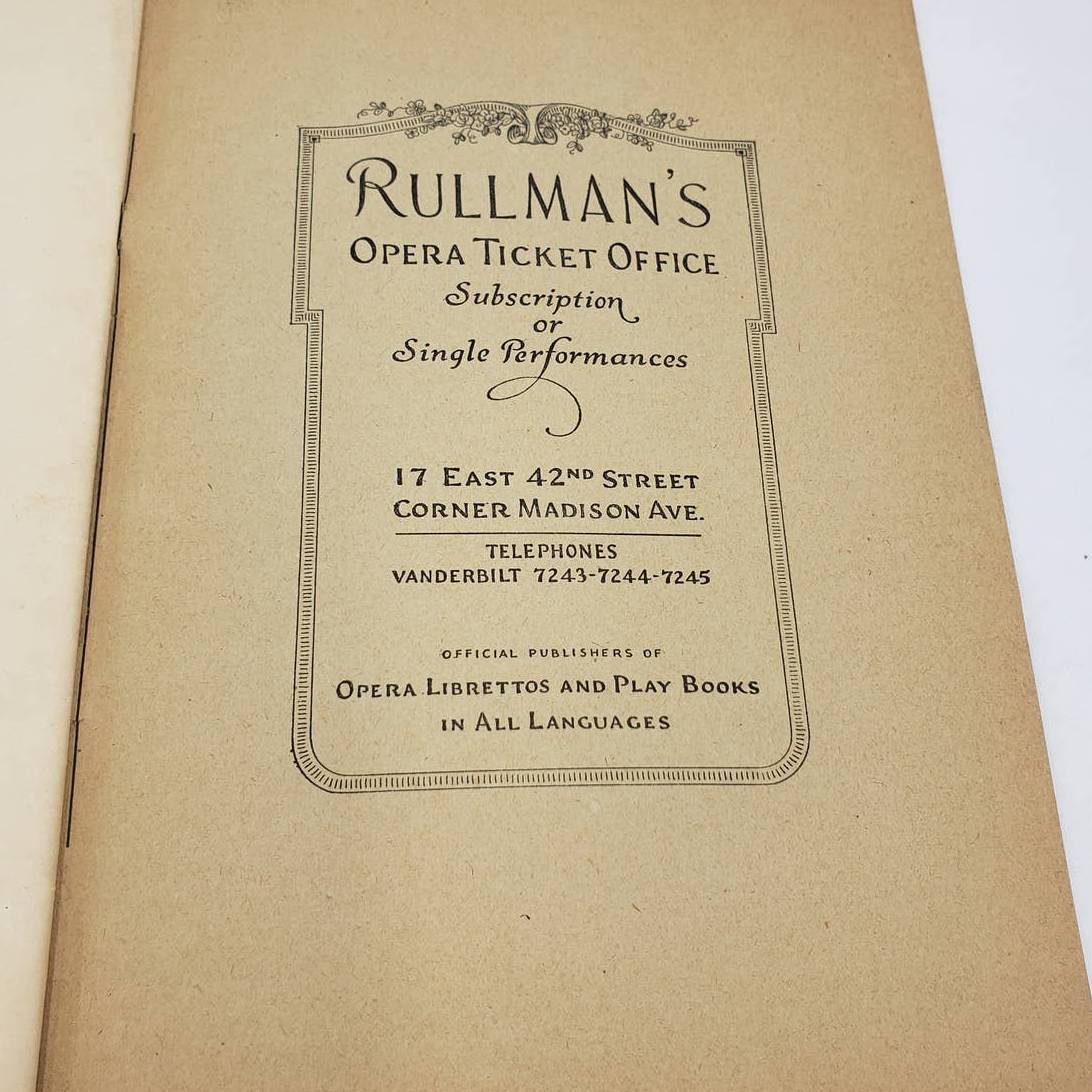 RULLMAN'S
OPERA TICKET OFFICE
Subscription
or
Single Performances
17 EAST 42ND STREET
CORNER MADISON AVE.
TELEPHONES
VANDERBILT 7243-7244-7245
OFFICIAL PUBLISHERS OF
OPERA LIBRETTOS AND PLAY BOOKS
IN ALL LANGUAGES